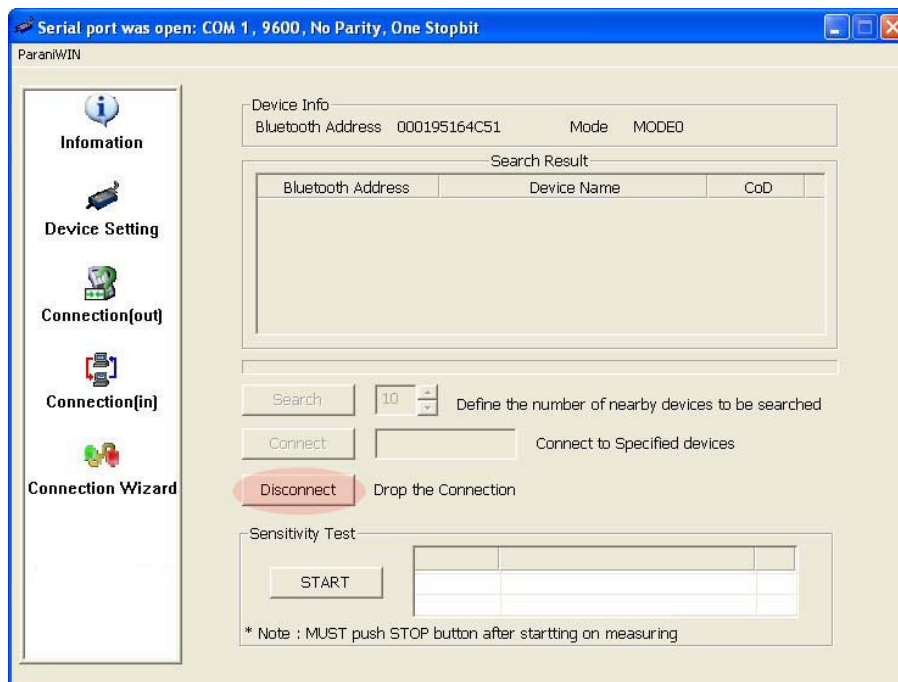 Serial port was open: COM 1, 9600, No Parity, One Stopbit
ParaniWIN
Infomation
Device Setting
Connection(out)
Connection(in)
Connection Wizard
Device Info
Bluetooth Address 000195164C51 Mode MODE0
Search Result
Bluetooth Address Device Name CoD
Search 10 Define the number of nearby devices to be searched
Connect Connect to Specified devices
Disconnect Drop the Connection
Sensitivity Test
START
* Note : MUST push STOP button after startting on measuring